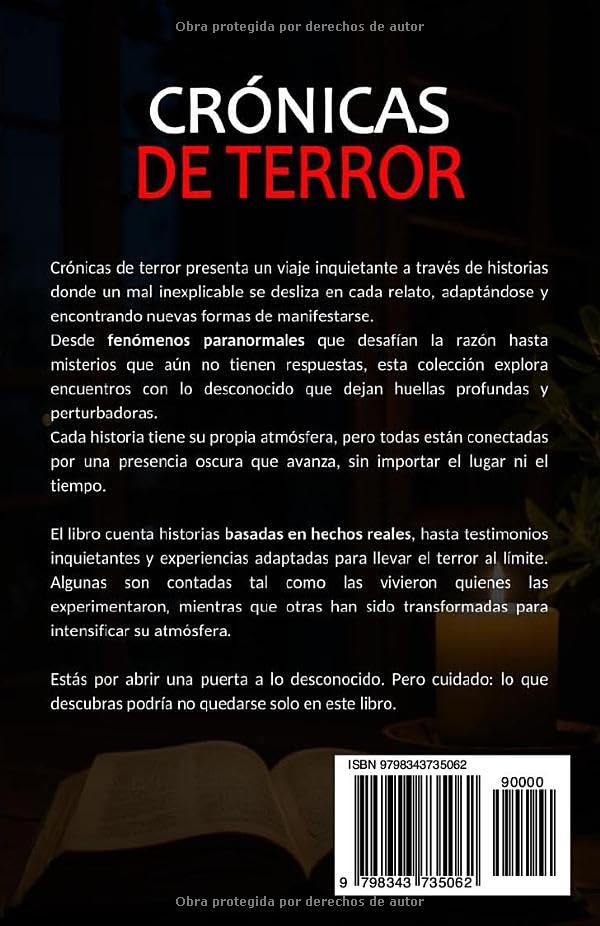 Obra protegida por derechos de autor
CRÓNICAS
DE TERROR
Crónicas de terror presenta un viaje inquietante a través de historias
donde un mal inexplicable se desliza en cada relato, adaptándose y
encontrando nuevas formas de manifestarse.
Desde fenómenos paranormales que desafían la razón hasta
misterios que aún no tienen respuestas, esta colección explora
encuentros con lo desconocido que dejan huellas profundas y
perturbadoras.
Cada historia tiene su propia atmósfera, pero todas están conectadas
por una presencia oscura que avanza, sin importar el lugar ni el
tiempo.
El libro cuenta historias basadas en hechos reales, hasta testimonios
inquietantes y experiencias adaptadas para llevar el terror al límite.
Algunas son contadas tal como las vivieron quienes las
experimentaron, mientras que otras han sido transformadas para
intensificar su atmósfera.
Estás por abrir una puerta a lo desconocido. Pero cuidado: lo que
descubras podría no quedarse solo en este libro.
ISBN 9798343735062
90000
9 798343 735062
Obra protegida por derechos de autor